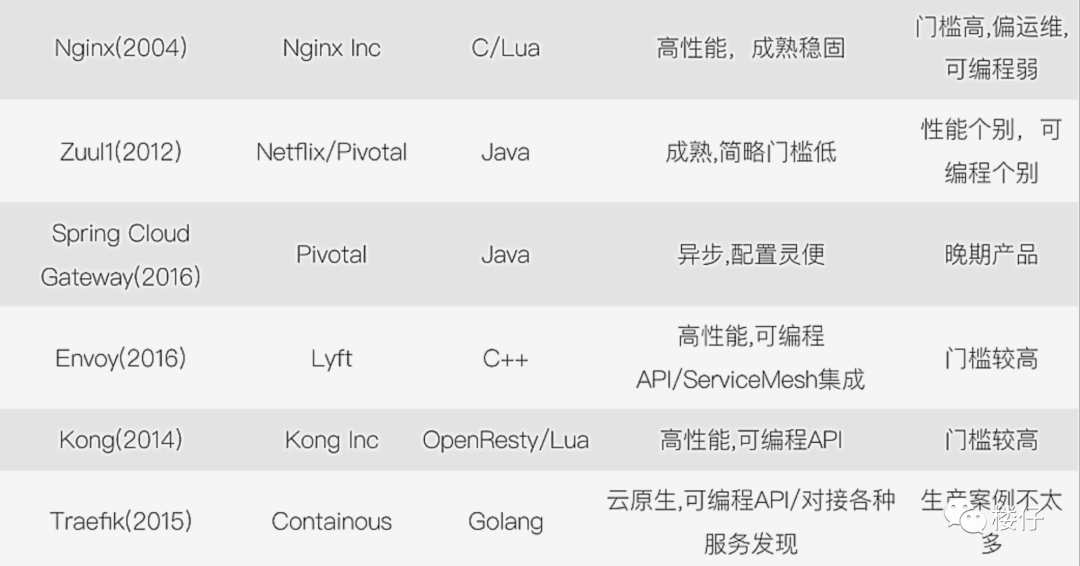 Nginx(2004) Nginx Inc C/Lua 高性能，成熟稳固 门槛高,偏运维,
可编程弱
Zuul1(2012) Netflix/Pivotal Java 成熟,简略门槛低 性能个别，可
编程个别
Spring Cloud
Gateway(2016) Pivotal Java 异步,配置灵便 晚期产品
Envoy(2016) Lyft C++ 高性能,可编程
API/ServiceMesh集成 门槛较高
Kong(2014) Kong Inc OpenResty/Lua 高性能,可编程API 门槛较高
Traefik(2015) Containous Golang 云原生,可编程API/对接各种
服务发现 生产案例不太
多
楼仔